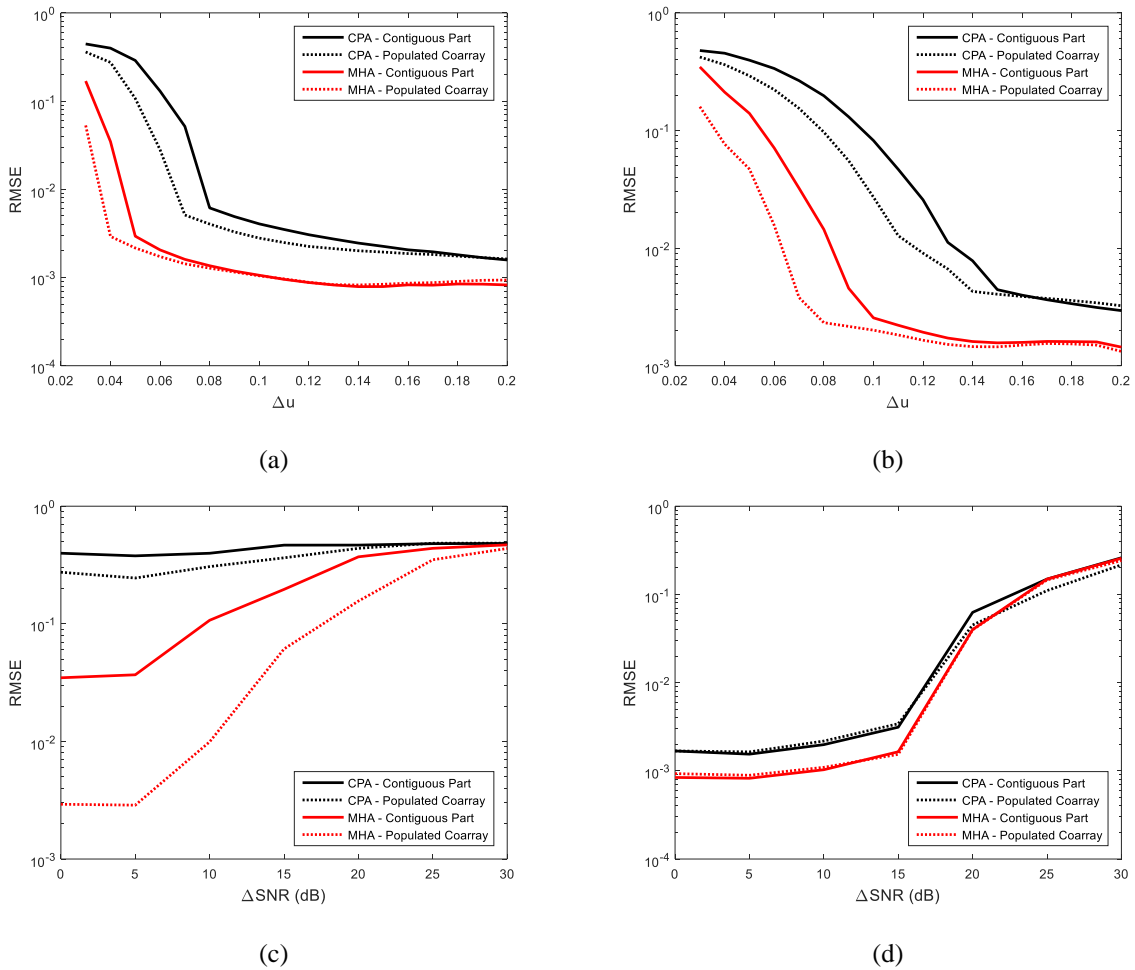 10^0
10^-1
10^-2
10^-3
10^-4
RMSE
0.02 0.04 0.06 0.08 0.1 0.12 0.14 0.16 0.18 0.2
Δu
CPA - Contiguous Part
CPA - Populated Coarray
MHA - Contiguous Part
MHA - Populated Coarray
(a)
10^0
10^-1
10^-2
10^-3
RMSE
0.02 0.04 0.06 0.08 0.1 0.12 0.14 0.16 0.18 0.2
Δu
CPA - Contiguous Part
CPA - Populated Coarray
MHA - Contiguous Part
MHA - Populated Coarray
(b)
10^0
10^-1
10^-2
10^-3
RMSE
0 5 10 15 20 25 30
ΔSNR (dB)
CPA - Contiguous Part
CPA - Populated Coarray
MHA - Contiguous Part
MHA - Populated Coarray
(c)
10^0
10^-1
10^-2
10^-3
10^-4
RMSE
0 5 10 15 20 25 30
ΔSNR (dB)
CPA - Contiguous Part
CPA - Populated Coarray
MHA - Contiguous Part
MHA - Populated Coarray
(d)